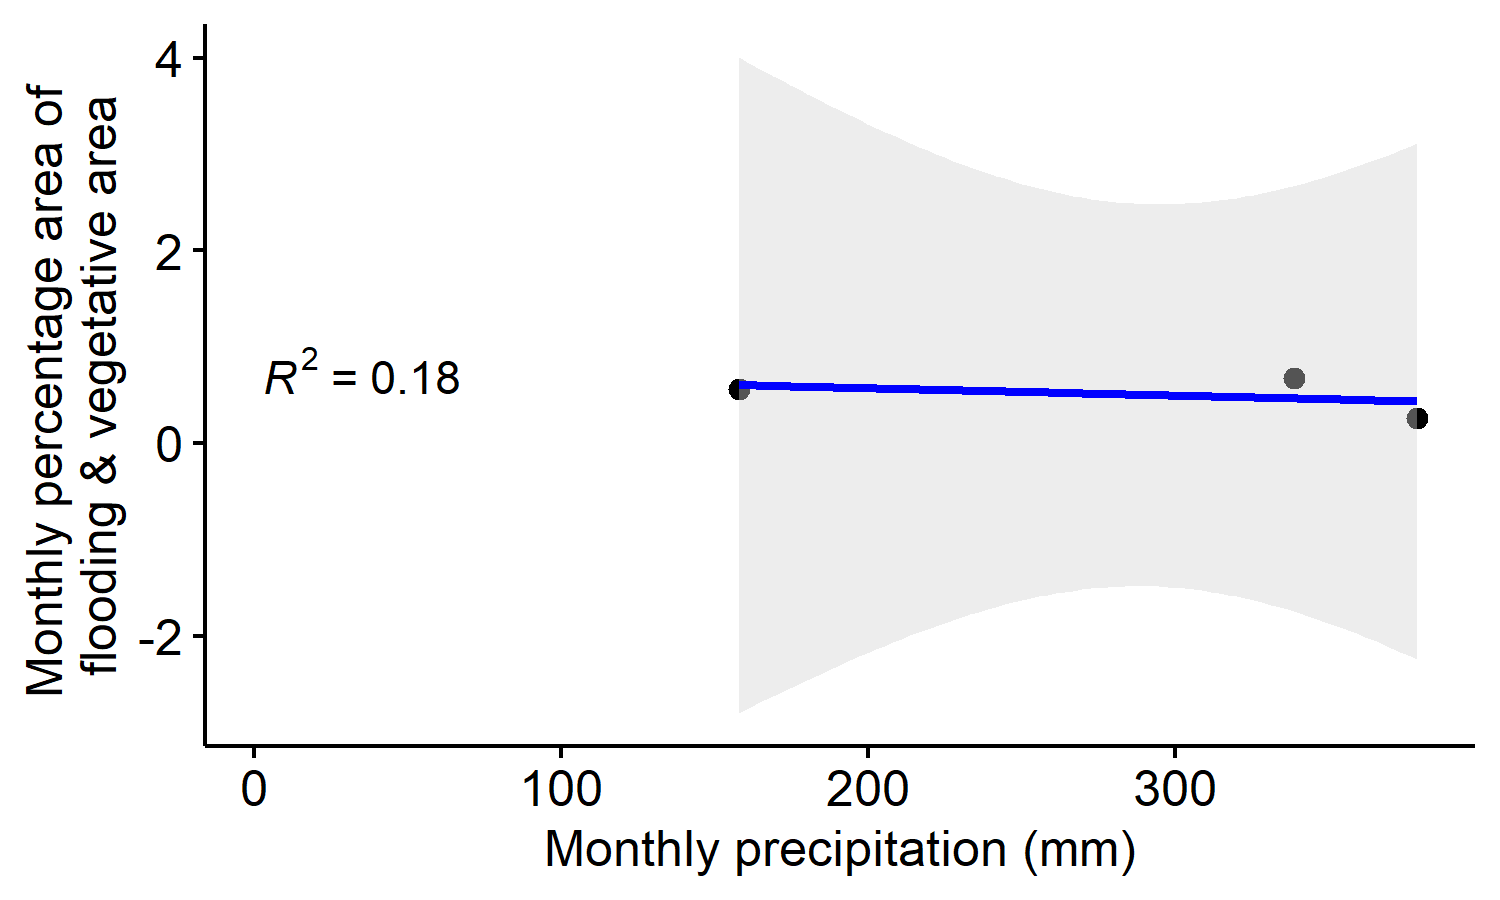 Monthly percentage area of
flooding & vegetative area
4
2
0
-2
R² = 0.18
0 100 200 300
Monthly precipitation (mm)